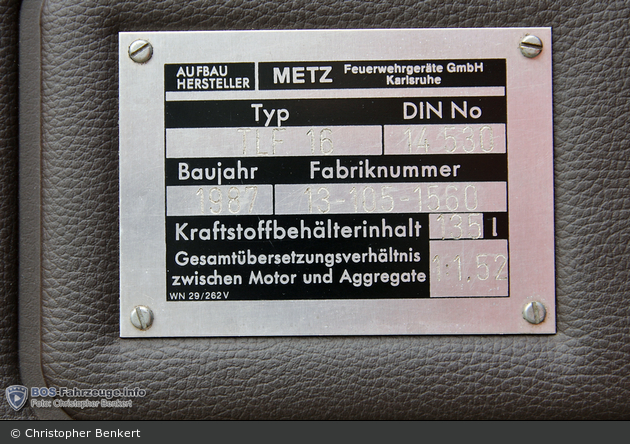 AUFBAU
HERSTELLER
METZ Feuerwehrgeräte GmbH
Karlsruhe
Typ DIN No
TLF 16 14 530
Baujahr Fabriknummer
1987 13-105-1560
Kraftstoffbehälterinhalt 135 l
Gesamtübersetzungsverhältnis
zwischen Motor und Aggregate 1:1,52
WN 29/262 V
BOS-Fahrzeuge.info
Foto: Christopher Benkert
© Christopher Benkert